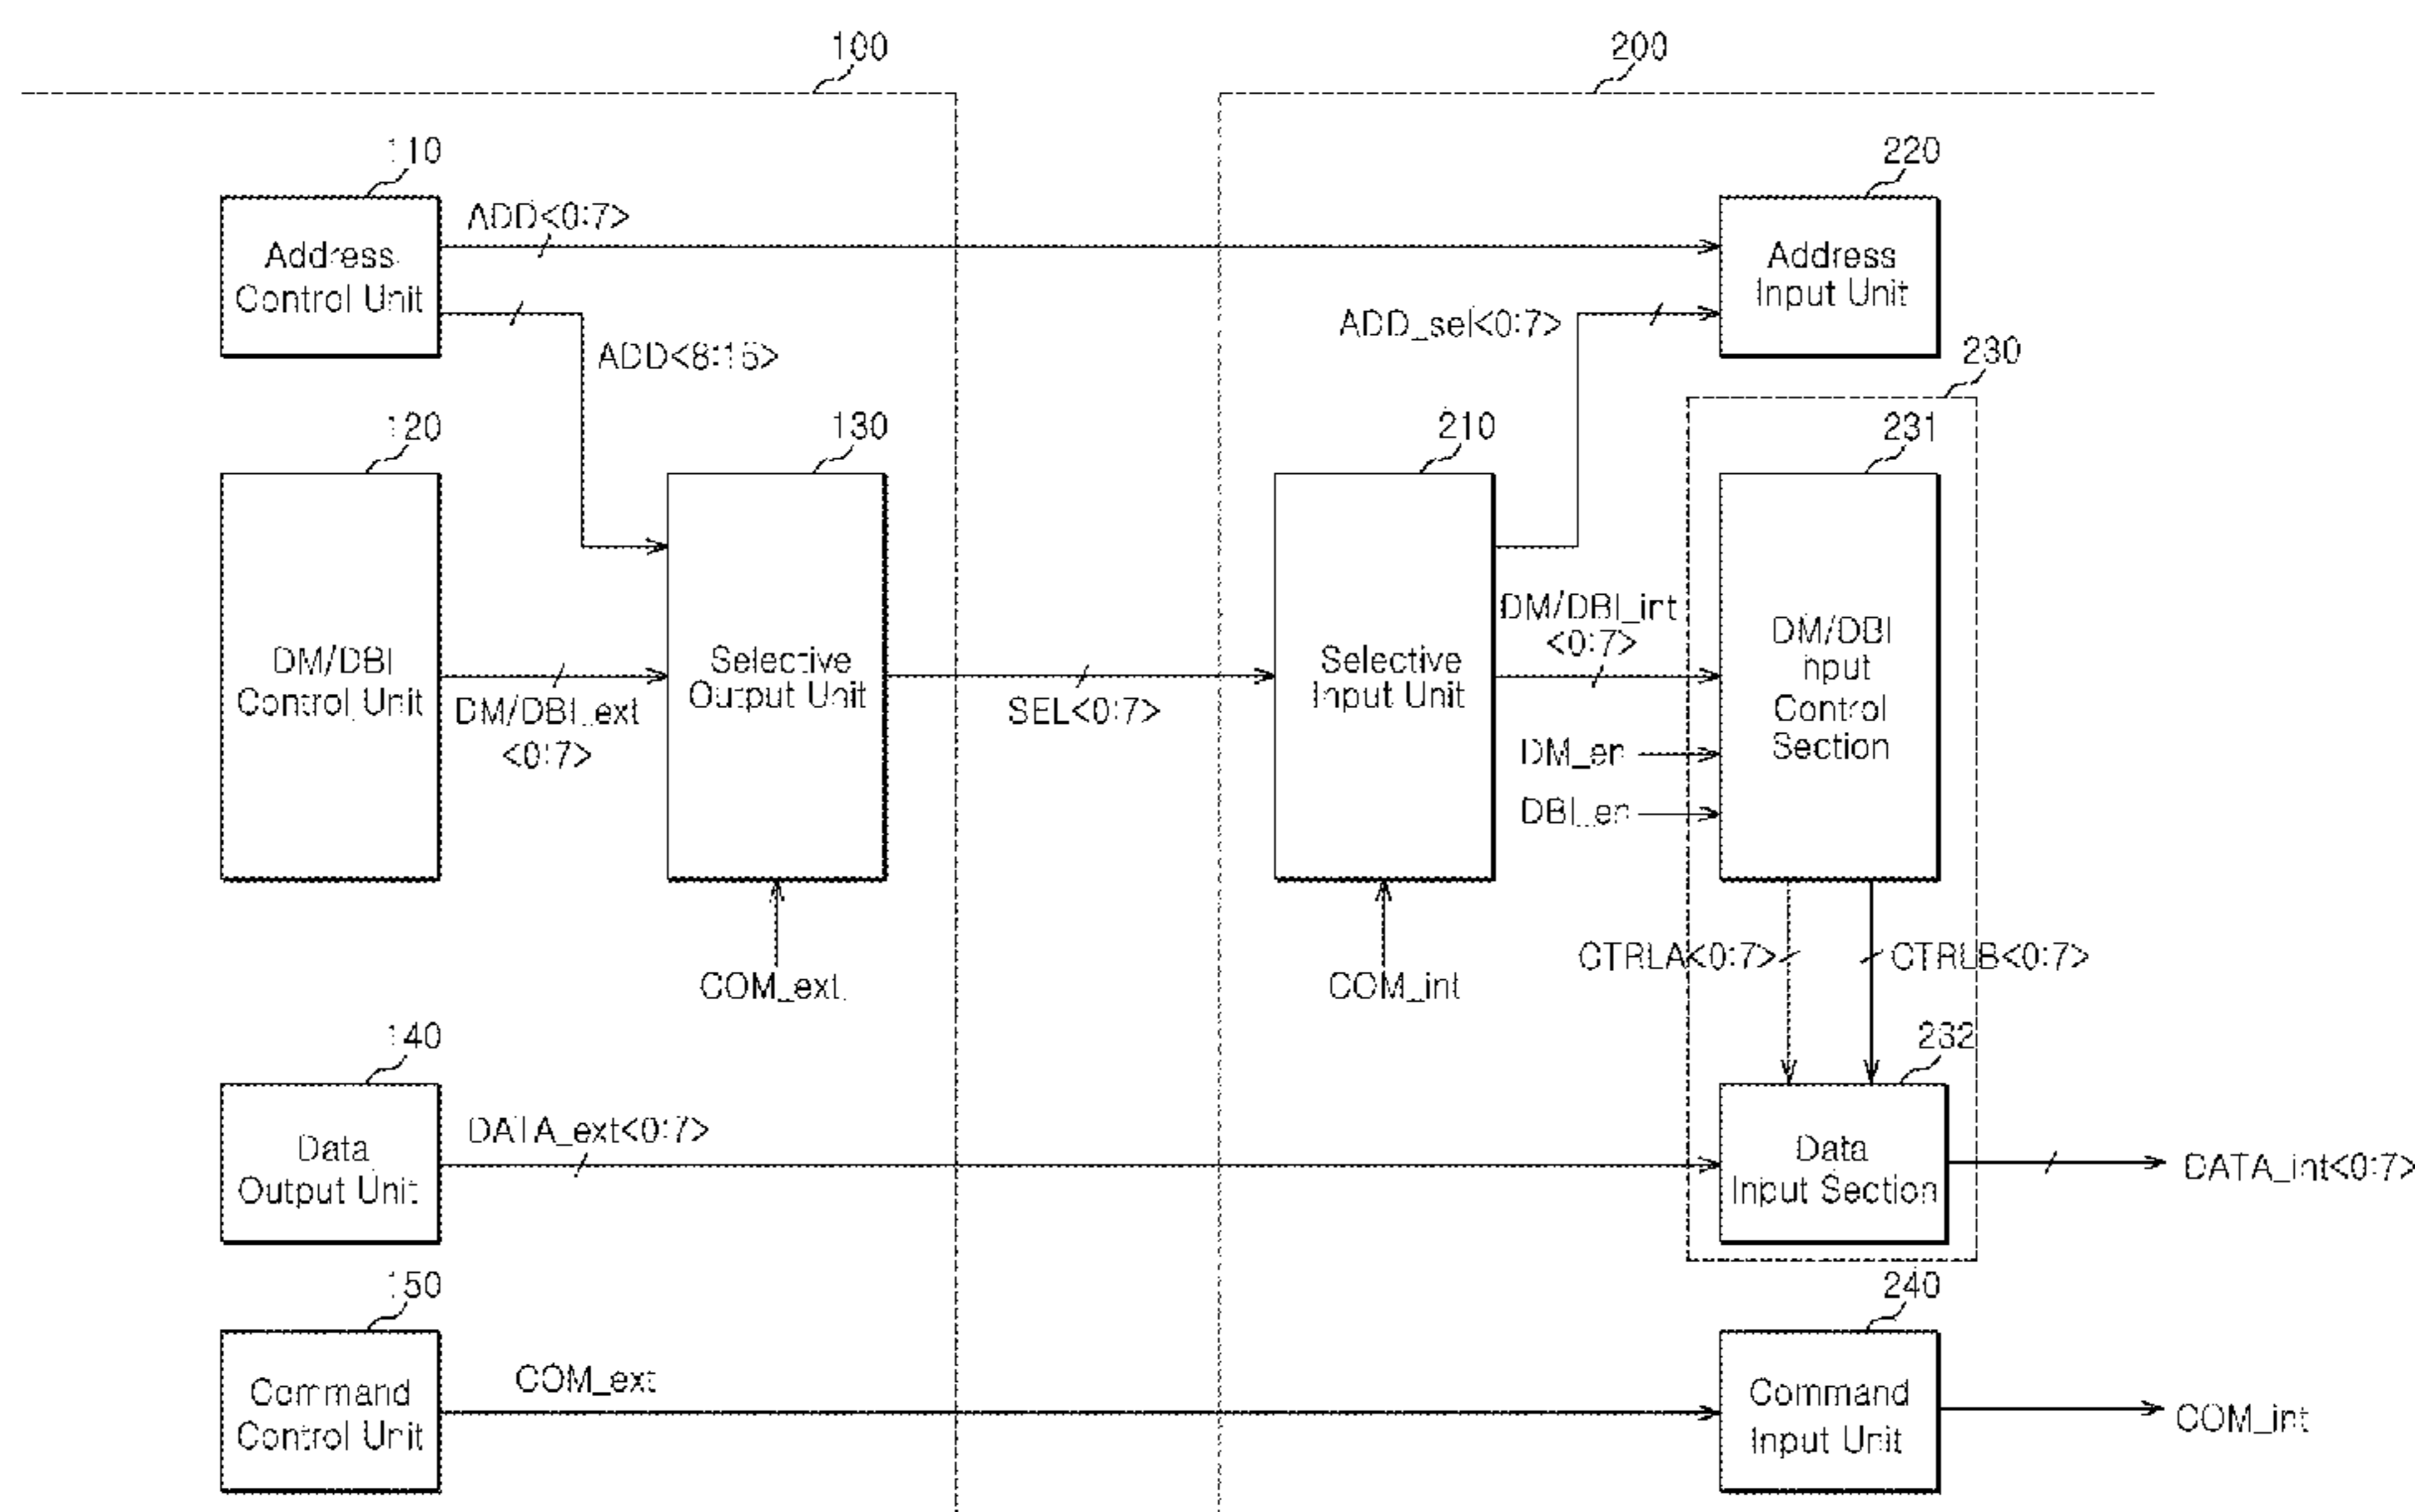 100
200
110
220
ADD<0:7>
Address
Control Unit
Address
Input Unit
ADD_sel<0:7>
ADD<8:15>
230
120
130
210
231
DM/DBI
Control Unit
DM/DBI_ext
<0:7>
Selective
Output Unit
SEL<0:7>
Selective
Input Unit
DM/DBI_int
<0:7>
DM_en
DBI_en
DM/DBI
Input
Control
Section
COM_ext
COM_int
CTRLA<0:7>
CTRLB<0:7>
140
232
Data
Output Unit
DATA_ext<0:7>
Data
Input Section
DATA_int<0:7>
150
240
Command
Control Unit
COM_ext
Command
Input Unit
COM_int